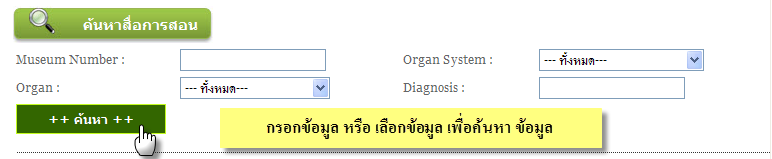 ค้นหาสื่อการสอน
Museum Number : Organ System : --- ทั้งหมด---
Organ : --- ทั้งหมด--- Diagnosis :
++ ค้นหา ++
กรอกข้อมูล หรือ เลือกข้อมูล เพื่อค้นหา ข้อมูล